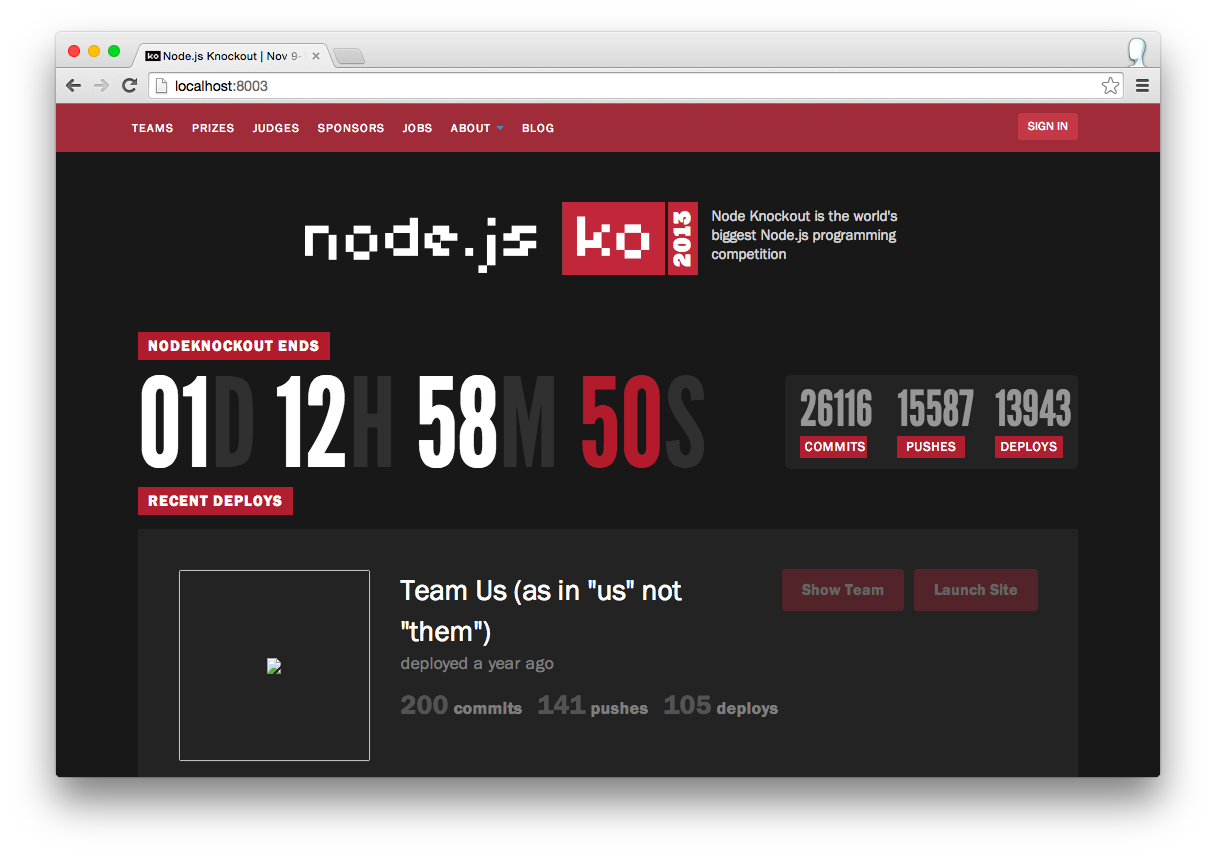 Node.js Knockout | Nov 9-
localhost:8003
TEAMS PRIZES JUDGES SPONSORS JOBS ABOUT BLOG SIGN IN
node.js ko 2013
Node Knockout is the world's
biggest Node.js programming
competition
NODEKNOCKOUT ENDS
01D 12H 58M 50S
26116 15587 13943
COMMITS PUSHES DEPLOYS
RECENT DEPLOYS
Team Us (as in "us" not
"them")
deployed a year ago
200 commits 141 pushes 105 deploys
Show Team Launch Site